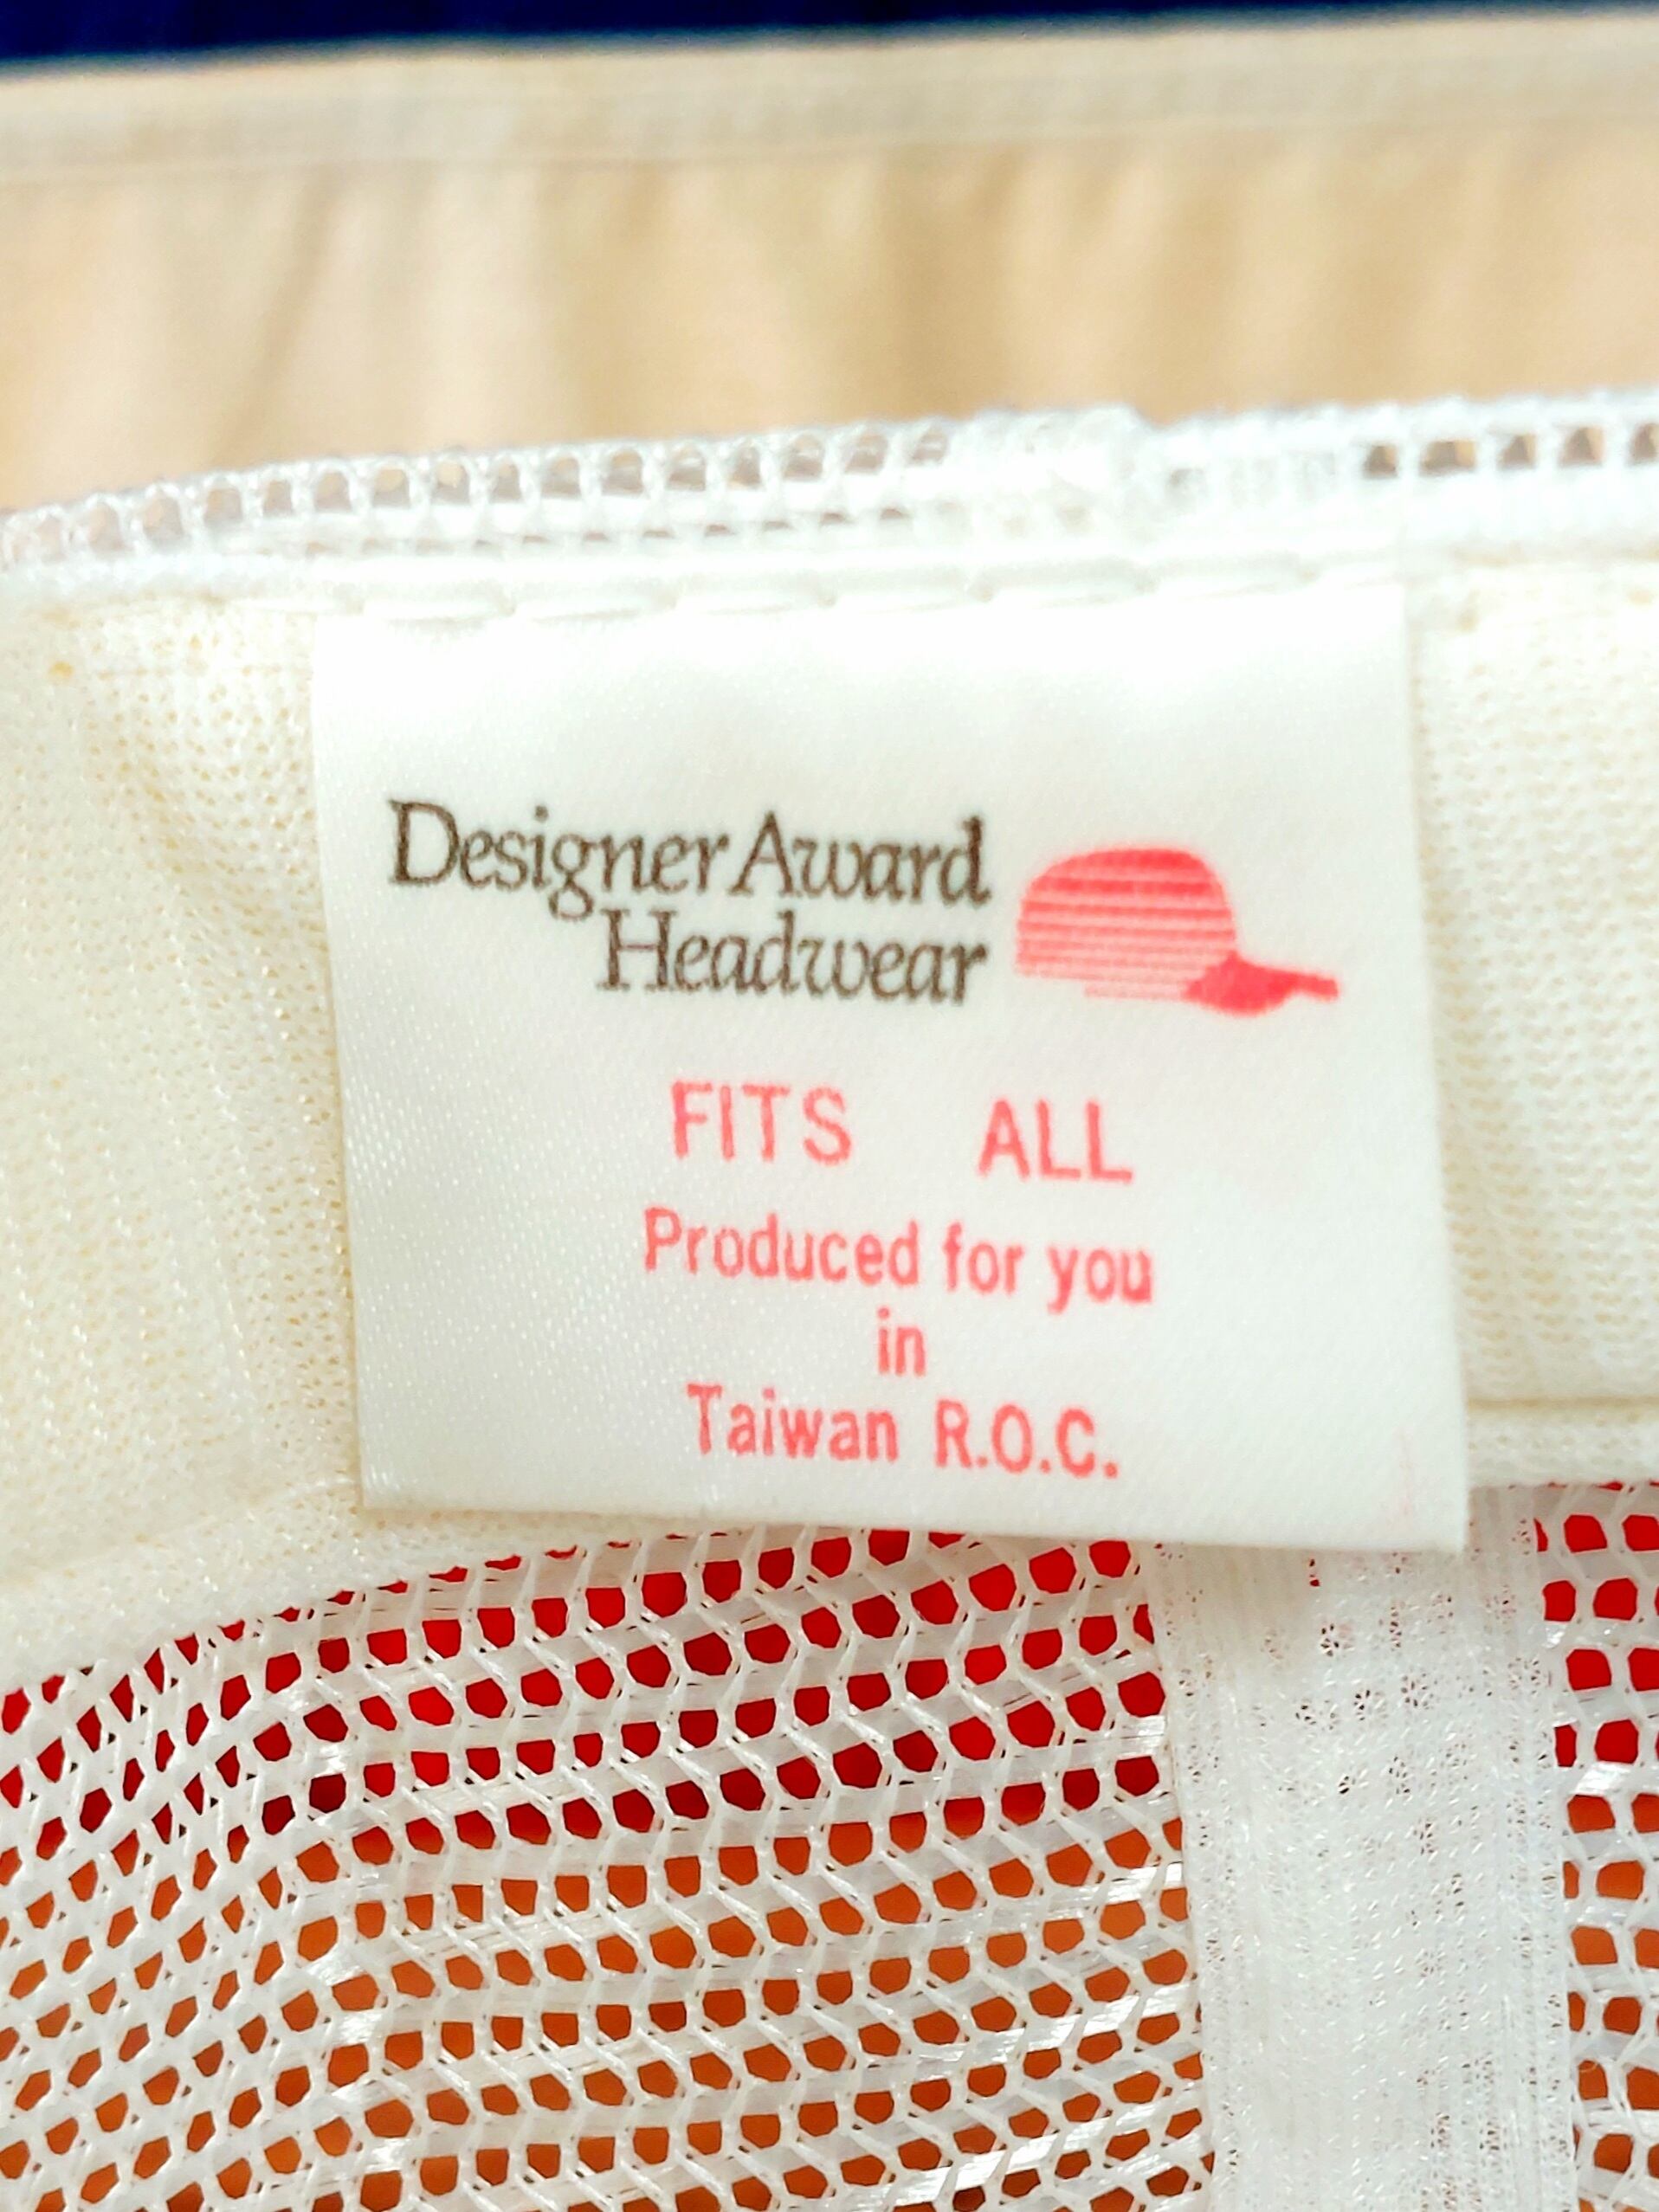 Designer Award
Headwear
FITS ALL
Produced for you
in
Taiwan R.O.C.